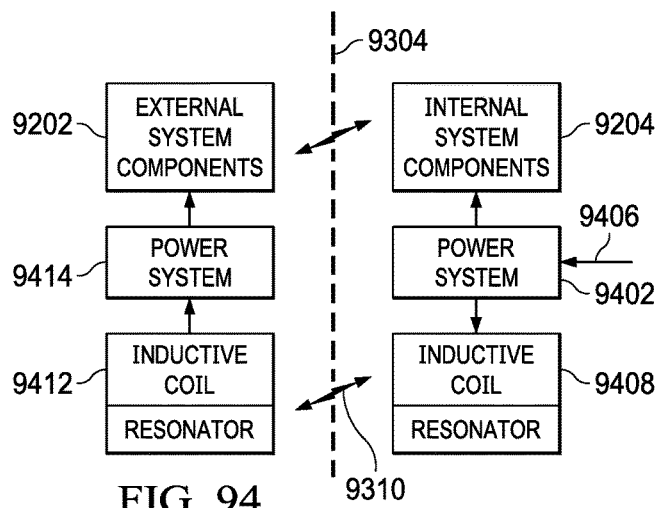 9304
9202
EXTERNAL
SYSTEM
COMPONENTS
INTERNAL
SYSTEM
COMPONENTS
9204
9414
POWER
SYSTEM
POWER
SYSTEM
9406
9402
9412
INDUCTIVE
COIL
RESONATOR
INDUCTIVE
COIL
RESONATOR
9408
9310
FIG. 94